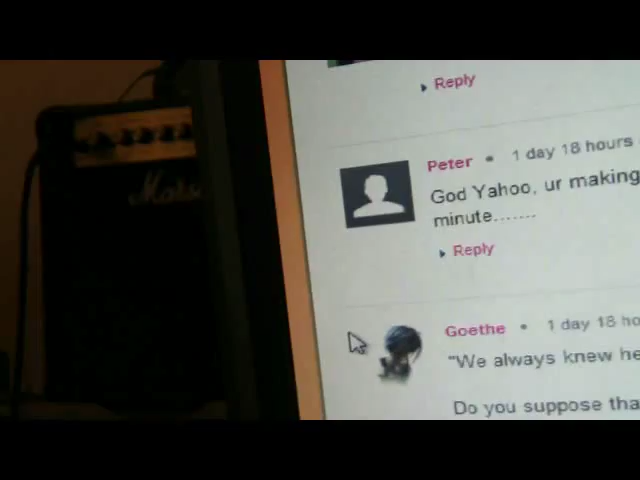 Reply
Peter • 1 day 18 hours
God Yahoo, ur making
minute.......
Reply
Goethe • 1 day 18 ho
"We always knew he
Do you suppose tha